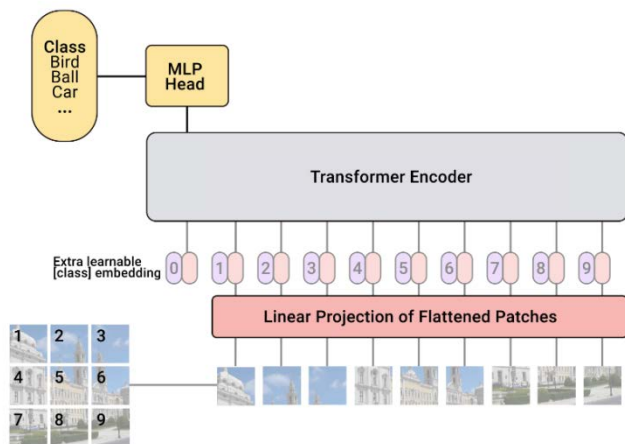 Class
Bird
Ball
Car
...
MLP
Head
Transformer Encoder
Extra learnable
[class] embedding
0 1 2 3 4 5 6 7 8 9
Linear Projection of Flattened Patches
1 2 3
4 5 6
7 8 9